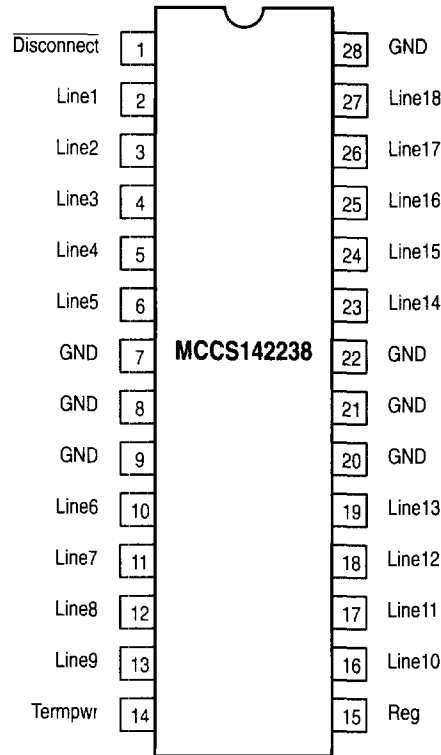 Disconnect 1 28 GND
Line1 2 27 Line18
Line2 3 26 Line17
Line3 4 25 Line16
Line4 5 24 Line15
Line5 6 23 Line14
GND 7 MCCS142238 22 GND
GND 8 21 GND
GND 9 20 GND
Line6 10 19 Line13
Line7 11 18 Line12
Line8 12 17 Line11
Line9 13 16 Line10
Termpwr 14 15 Reg